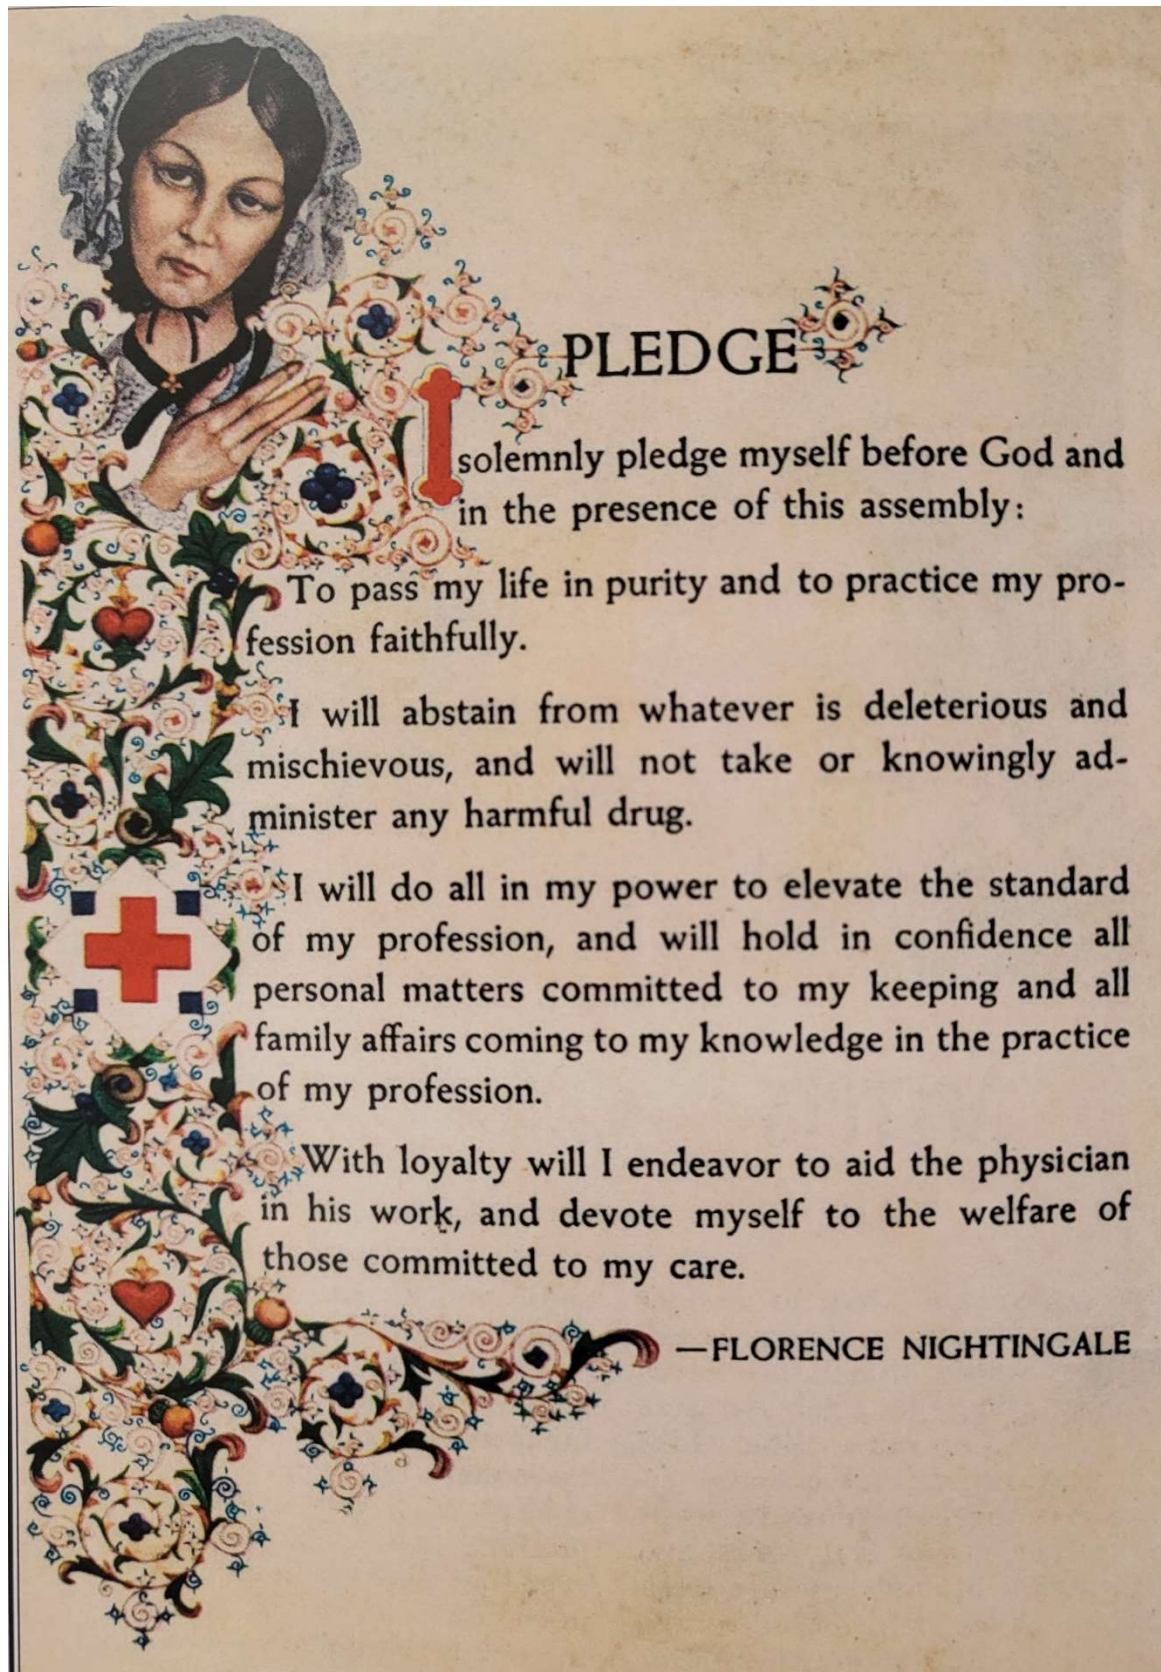 PLEDGE
I solemnly pledge myself before God and
in the presence of this assembly:
To pass my life in purity and to practice my pro-
fession faithfully.
I will abstain from whatever is deleterious and
mischievous, and will not take or knowingly ad-
minister any harmful drug.
I will do all in my power to elevate the standard
of my profession, and will hold in confidence all
personal matters committed to my keeping and all
family affairs coming to my knowledge in the practice
of my profession.
With loyalty will I endeavor to aid the physician
in his work, and devote myself to the welfare of
those committed to my care.
—FLORENCE NIGHTINGALE